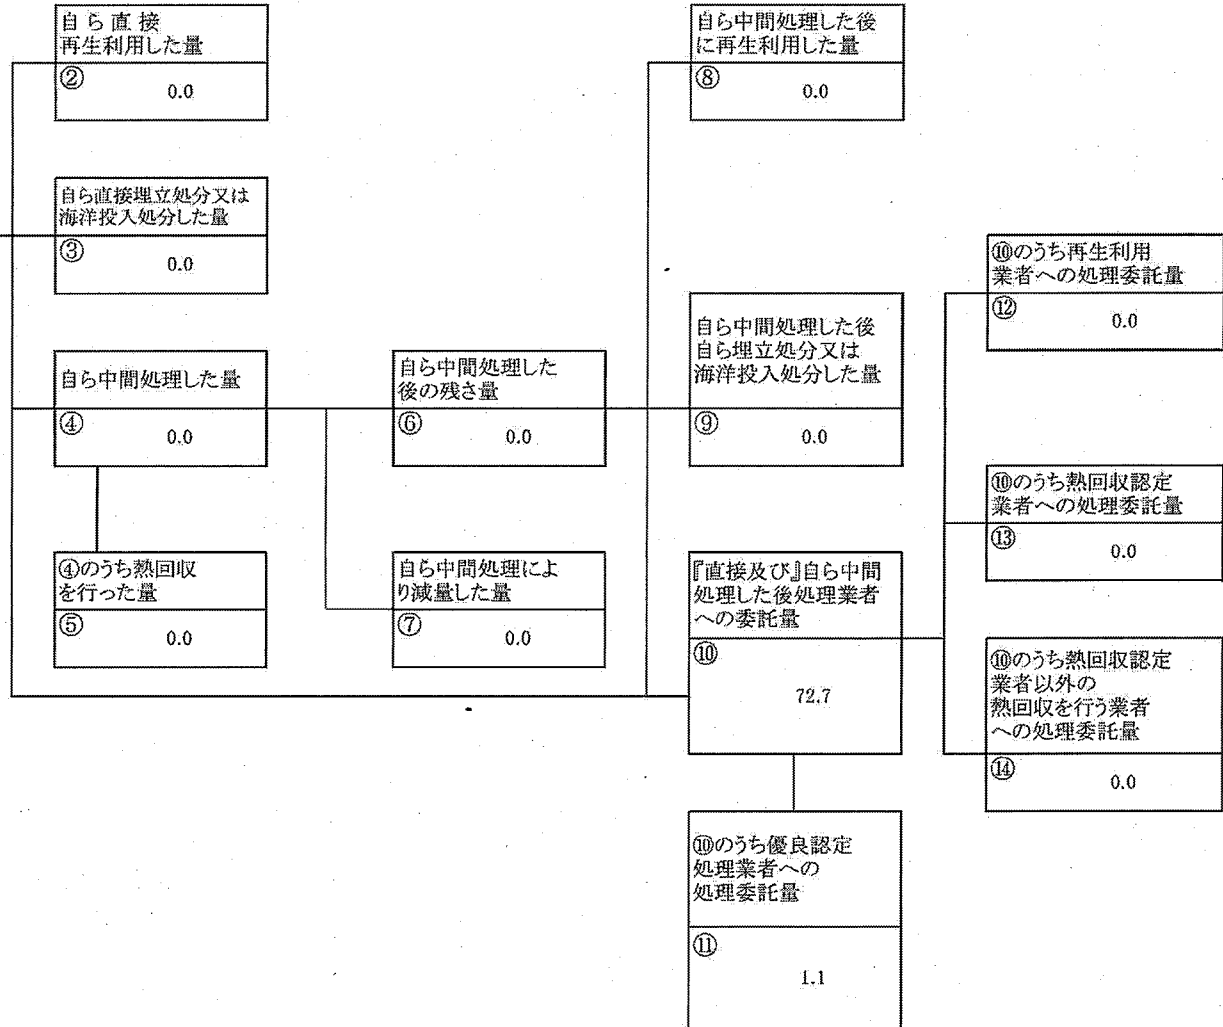 自ら直接
再生利用した量
②
0.0
自ら直接埋立処分又は
海洋投入処分した量
③
0.0
自ら中間処理した量
④
0.0
④のうち熱回収
を行った量
⑤
0.0
自ら中間処理した
後の残さ量
⑥
0.0
自ら中間処理によ
り減量した量
⑦
0.0
自ら中間処理した後
に再生利用した量
⑧
0.0
自ら中間処理した後
自ら埋立処分又は
海洋投入処分した量
⑨
0.0
『直接及び』自ら中間
処理した後処理業者
への委託量
⑩
72.7
⑩のうち優良認定
処理業者への
処理委託量
⑪
1.1
⑩のうち再生利用
業者への処理委託量
⑫
0.0
⑩のうち熱回収認定
業者への処理委託量
⑬
0.0
⑩のうち熱回収認定
業者以外の
熱回収を行う業者
への処理委託量
⑭
0.0